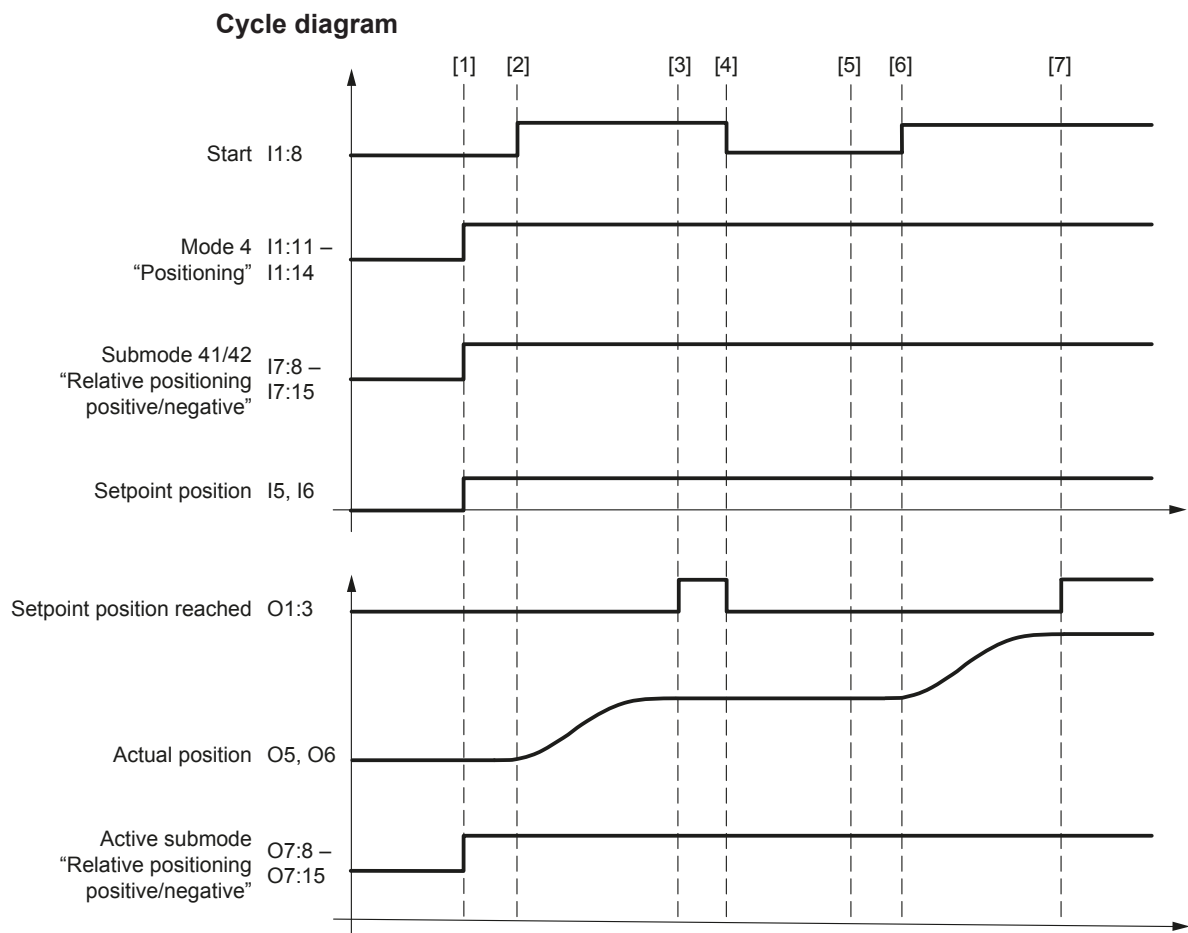 Cycle diagram
[1] [2] [3] [4] [5] [6] [7]
Start I1:8
Mode 4 I1:11 –
“Positioning” I1:14
Submode 41/42
“Relative positioning
positive/negative”
I7:8 –
I7:15
Setpoint position I5, I6
Setpoint position reached O1:3
Actual position O5, O6
Active submode
“Relative positioning
positive/negative”
O7:8 –
O7:15